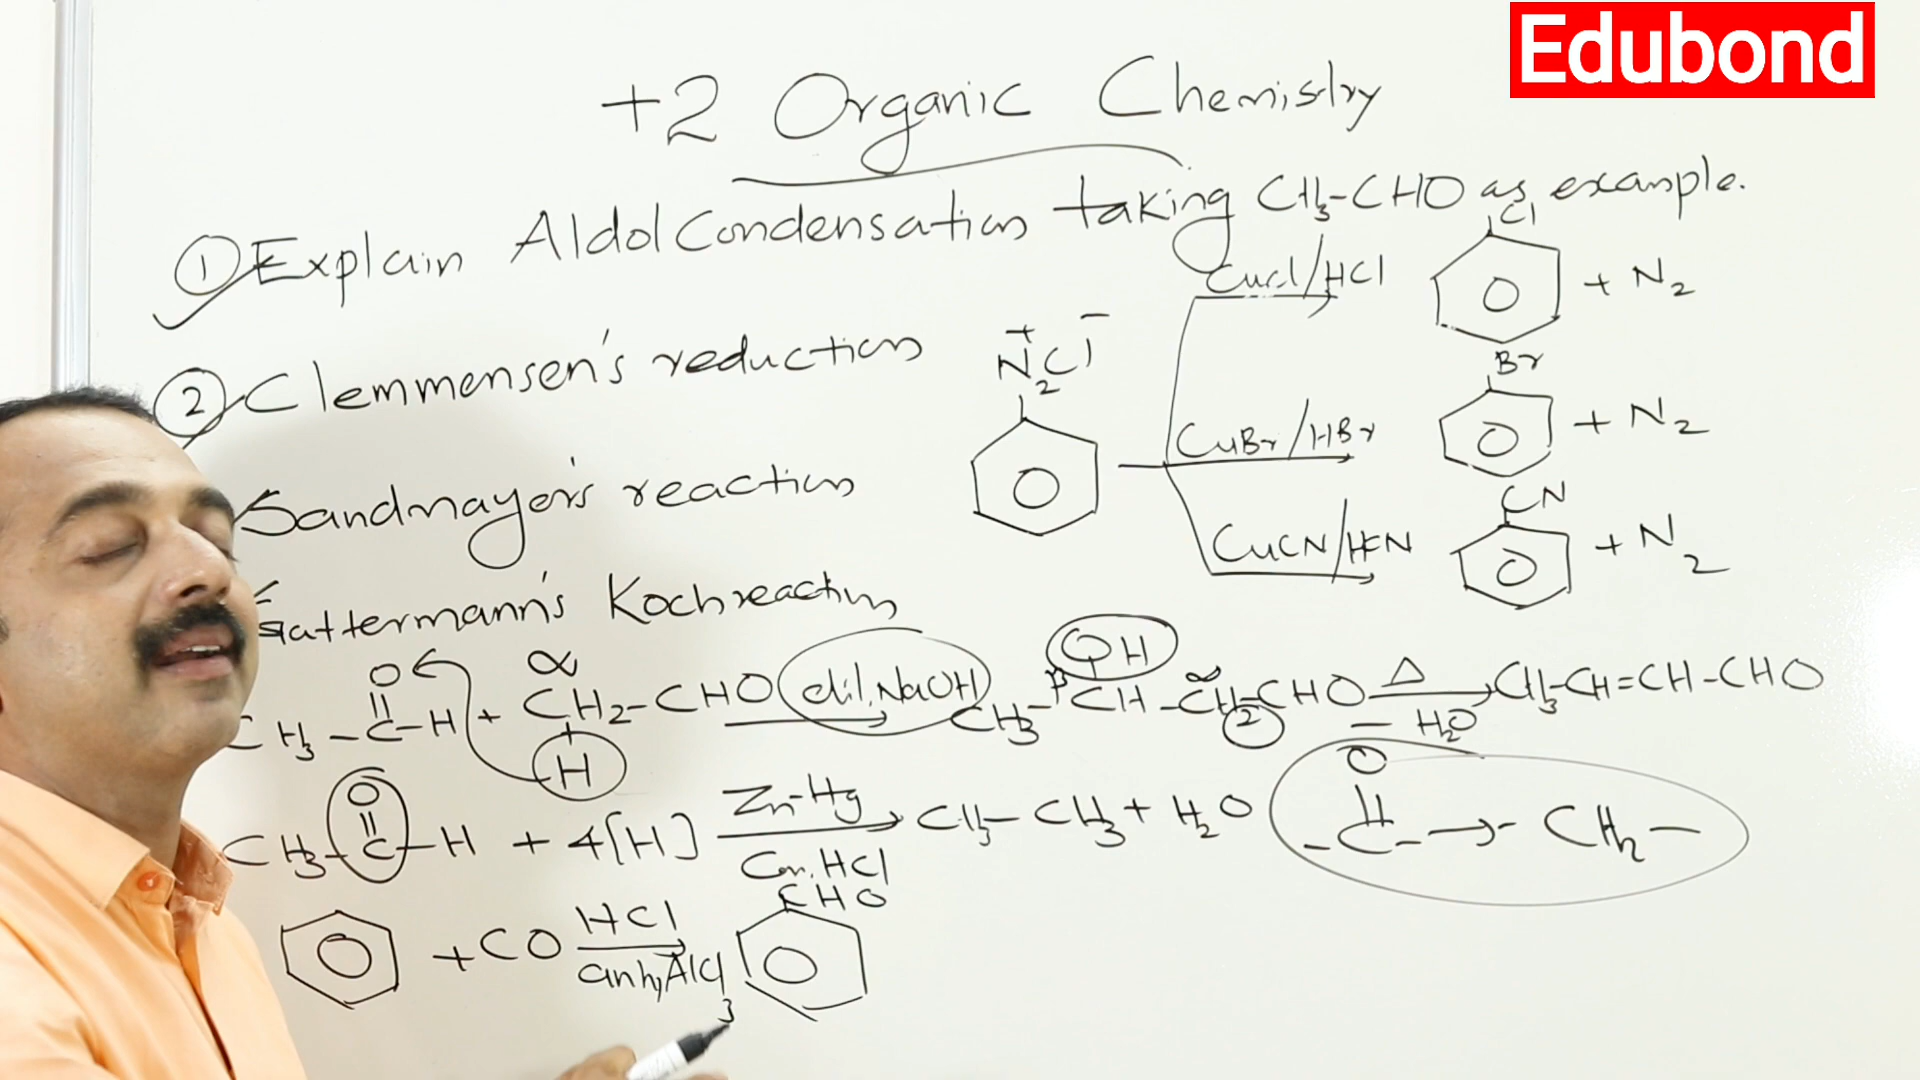 Edubond
+2 Organic Chemistry
① Explain Aldol Condensation taking CH₃-CHO as example.
② Clemmensen's reduction
Sandmayer's reaction
Gattermann's Koch reaction
N₂⁺Cl⁻
CuCl/HCl Cl + N₂
CuBr/HBr Br + N₂
CuCN/HCN CN + N₂
O α OH
CH₃-C-H + CH₂-CHO dil. NaOH CH₃-CH-CH₂-CHO Δ CH₃-CH=CH-CHO
β α
H -H₂O
O O
CH₃-C-H + 4[H] Zn-Hg CH₃-CH₃ + H₂O -C- → -CH₂-
Con. HCl
CHO
+ CO HCl
anhy AlCl₃